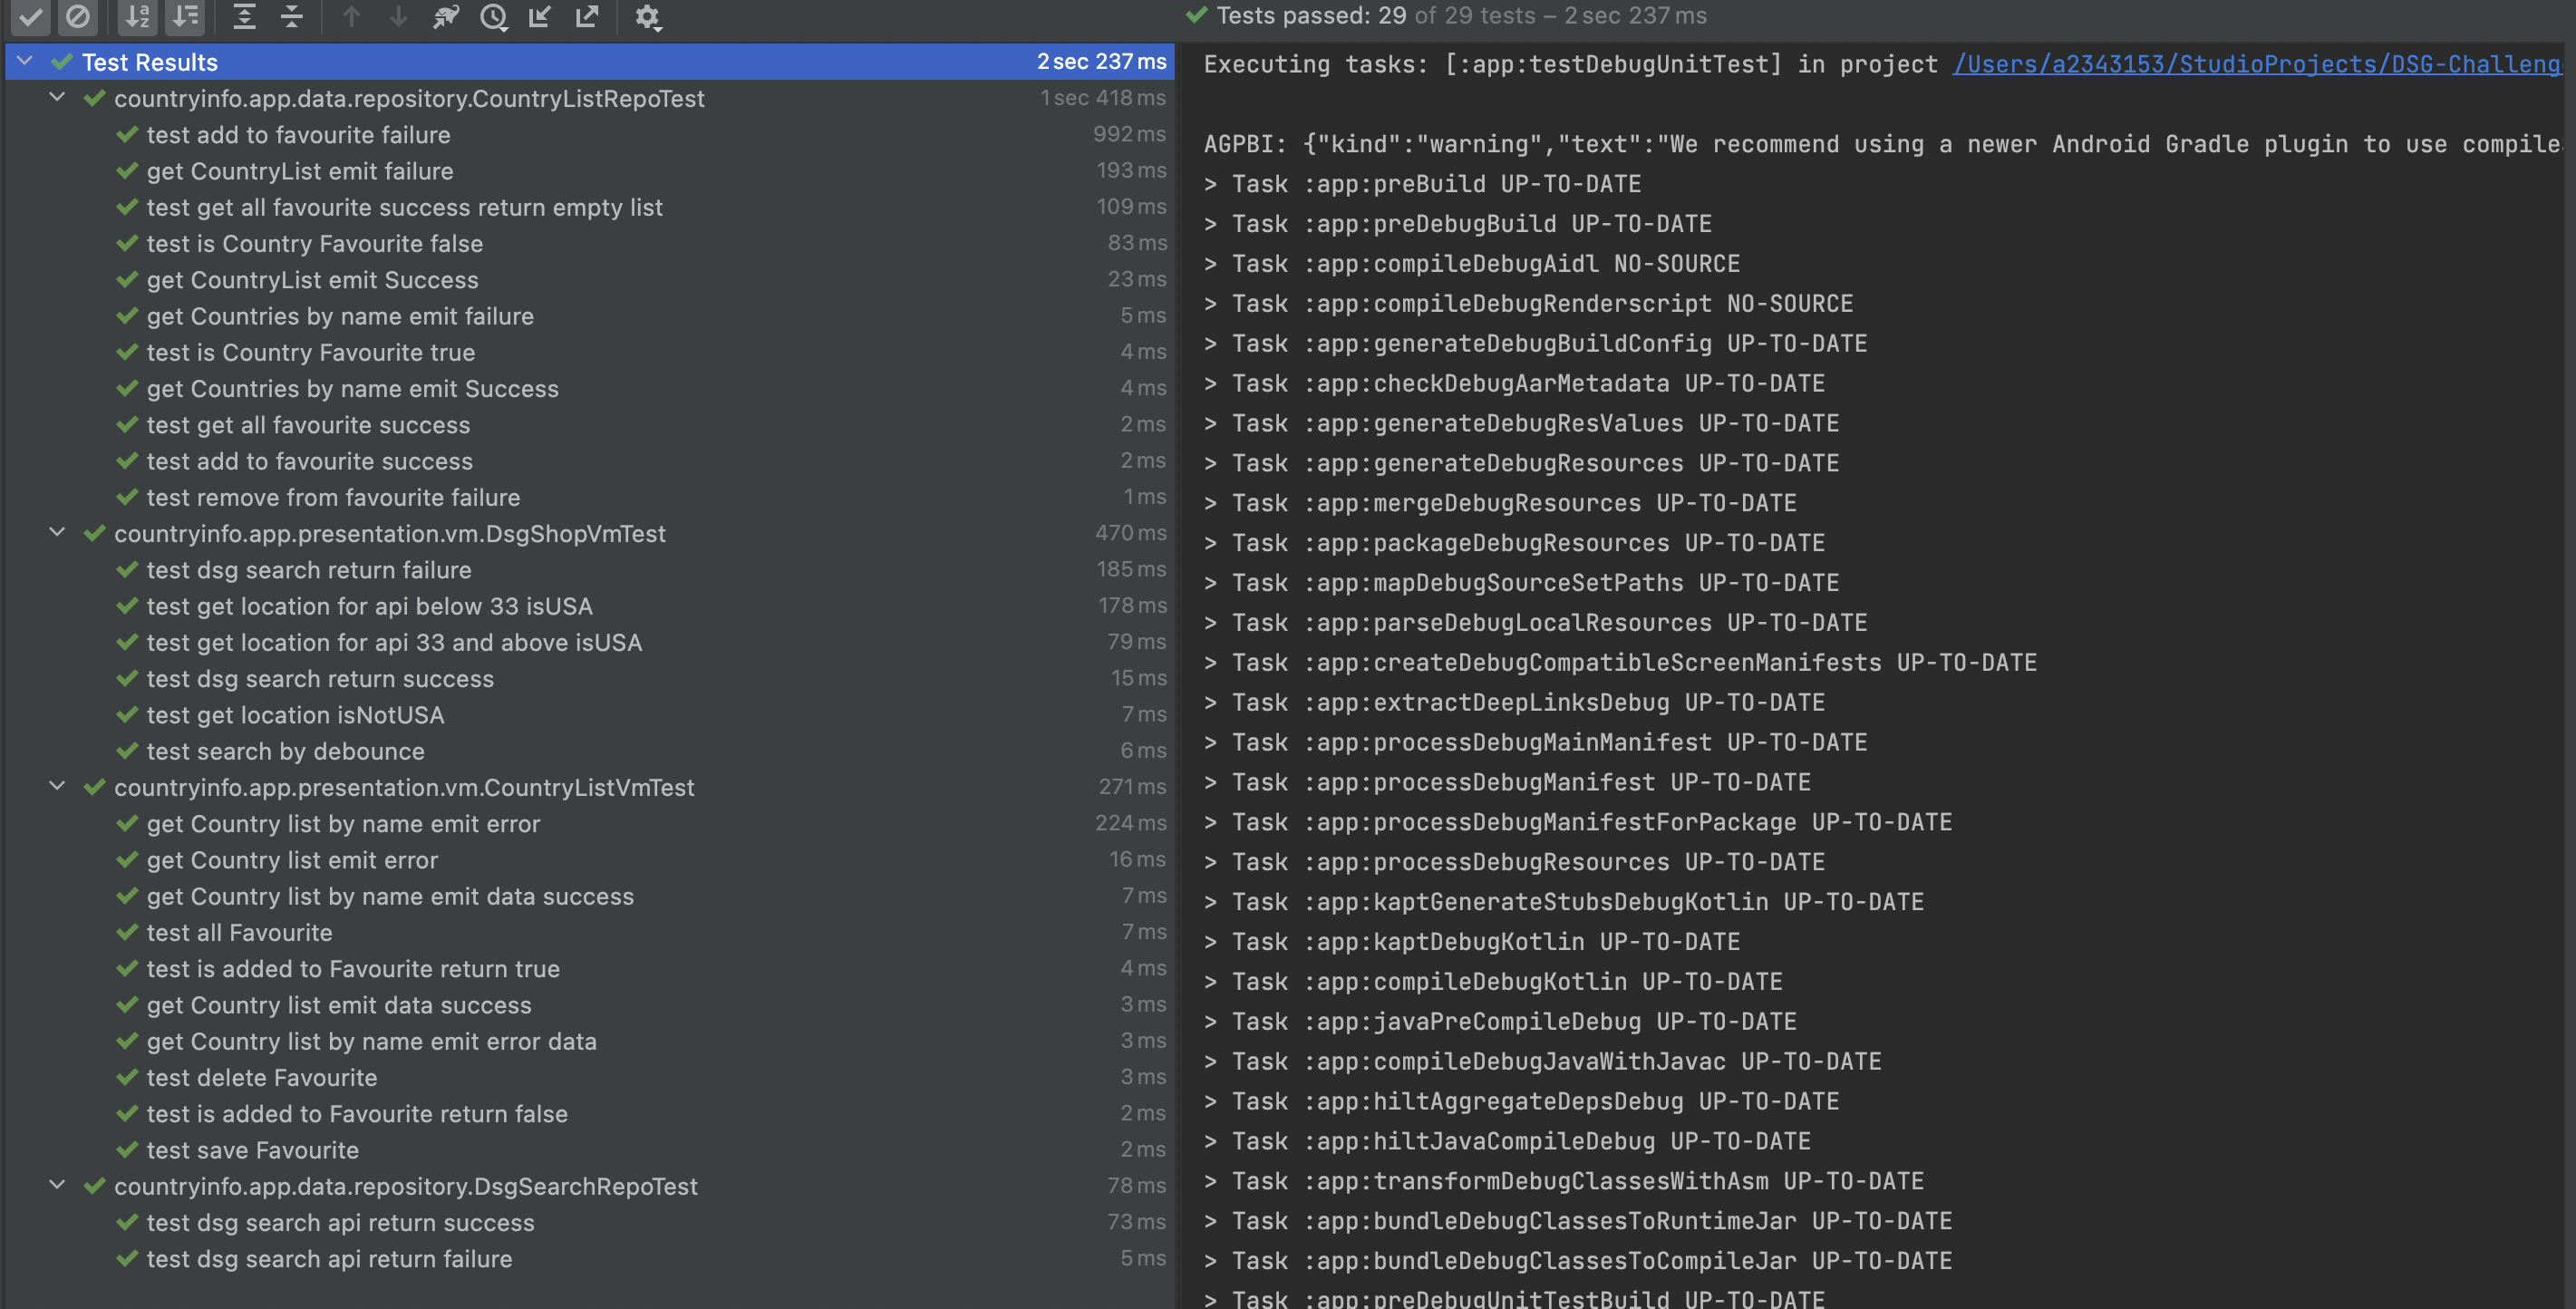 Tests passed: 29 of 29 tests – 2 sec 237 ms
Test Results 2 sec 237 ms
countryinfo.app.data.repository.CountryListRepoTest 1 sec 418 ms
test add to favourite failure 992 ms
get CountryList emit failure 193 ms
test get all favourite success return empty list 109 ms
test is Country Favourite false 83 ms
get CountryList emit Success 23 ms
get Countries by name emit failure 5 ms
test is Country Favourite true 4 ms
get Countries by name emit Success 4 ms
test get all favourite success 2 ms
test add to favourite success 2 ms
test remove from favourite failure 1 ms
countryinfo.app.presentation.vm.DsgShopVmTest 470 ms
test dsg search return failure 185 ms
test get location for api below 33 isUSA 178 ms
test get location for api 33 and above isUSA 79 ms
test dsg search return success 15 ms
test get location isNotUSA 7 ms
test search by debounce 6 ms
countryinfo.app.presentation.vm.CountryListVmTest 271 ms
get Country list by name emit error 224 ms
get Country list emit error 16 ms
get Country list by name emit data success 7 ms
test all Favourite 7 ms
test is added to Favourite return true 4 ms
get Country list emit data success 3 ms
get Country list by name emit error data 3 ms
test delete Favourite 3 ms
test is added to Favourite return false 2 ms
test save Favourite 2 ms
countryinfo.app.data.repository.DsgSearchRepoTest 78 ms
test dsg search api return success 73 ms
test dsg search api return failure 5 ms
Executing tasks: [:app:testDebugUnitTest] in project /Users/a2343153/StudioProjects/DSG-Challeng
AGPBI: {"kind":"warning","text":"We recommend using a newer Android Gradle plugin to use compile
> Task :app:preBuild UP-TO-DATE
> Task :app:preDebugBuild UP-TO-DATE
> Task :app:compileDebugAidl NO-SOURCE
> Task :app:compileDebugRenderscript NO-SOURCE
> Task :app:generateDebugBuildConfig UP-TO-DATE
> Task :app:checkDebugAarMetadata UP-TO-DATE
> Task :app:generateDebugResValues UP-TO-DATE
> Task :app:generateDebugResources UP-TO-DATE
> Task :app:mergeDebugResources UP-TO-DATE
> Task :app:packageDebugResources UP-TO-DATE
> Task :app:mapDebugSourceSetPaths UP-TO-DATE
> Task :app:parseDebugLocalResources UP-TO-DATE
> Task :app:createDebugCompatibleScreenManifests UP-TO-DATE
> Task :app:extractDeepLinksDebug UP-TO-DATE
> Task :app:processDebugMainManifest UP-TO-DATE
> Task :app:processDebugManifest UP-TO-DATE
> Task :app:processDebugManifestForPackage UP-TO-DATE
> Task :app:processDebugResources UP-TO-DATE
> Task :app:kaptGenerateStubsDebugKotlin UP-TO-DATE
> Task :app:kaptDebugKotlin UP-TO-DATE
> Task :app:compileDebugKotlin UP-TO-DATE
> Task :app:javaPreCompileDebug UP-TO-DATE
> Task :app:compileDebugJavaWithJavac UP-TO-DATE
> Task :app:hiltAggregateDepsDebug UP-TO-DATE
> Task :app:hiltJavaCompileDebug UP-TO-DATE
> Task :app:transformDebugClassesWithAsm UP-TO-DATE
> Task :app:bundleDebugClassesToRuntimeJar UP-TO-DATE
> Task :app:bundleDebugClassesToCompileJar UP-TO-DATE
> Task :app:preDebugUnitTestBuild UP-TO-DATE